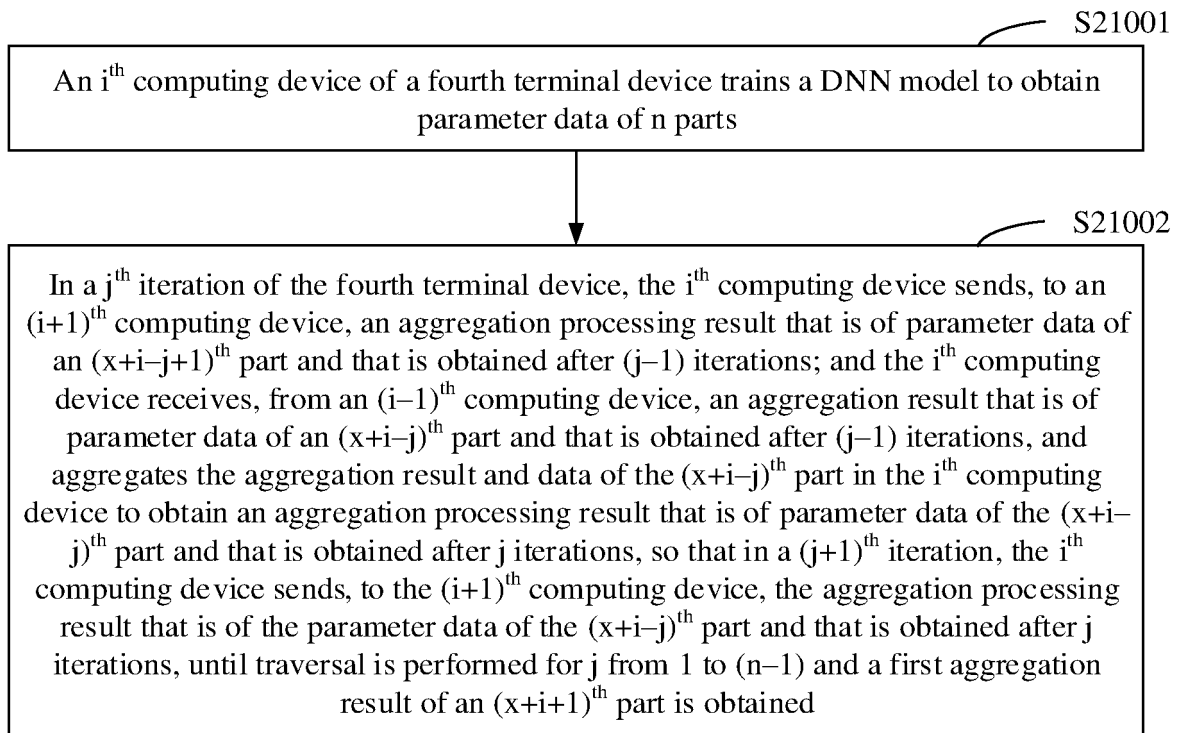 S21001
An iᵗʰ computing device of a fourth terminal device trains a DNN model to obtain
parameter data of n parts
S21002
In a jᵗʰ iteration of the fourth terminal device, the iᵗʰ computing device sends, to an
(i+1)ᵗʰ computing device, an aggregation processing result that is of parameter data of
an (x+i–j+1)ᵗʰ part and that is obtained after (j–1) iterations; and the iᵗʰ computing
device receives, from an (i–1)ᵗʰ computing device, an aggregation result that is of
parameter data of an (x+i–j)ᵗʰ part and that is obtained after (j–1) iterations, and
aggregates the aggregation result and data of the (x+i–j)ᵗʰ part in the iᵗʰ computing
device to obtain an aggregation processing result that is of parameter data of the (x+i–
j)ᵗʰ part and that is obtained after j iterations, so that in a (j+1)ᵗʰ iteration, the iᵗʰ
computing device sends, to the (i+1)ᵗʰ computing device, the aggregation processing
result that is of the parameter data of the (x+i–j)ᵗʰ part and that is obtained after j
iterations, until traversal is performed for j from 1 to (n–1) and a first aggregation
result of an (x+i+1)ᵗʰ part is obtained